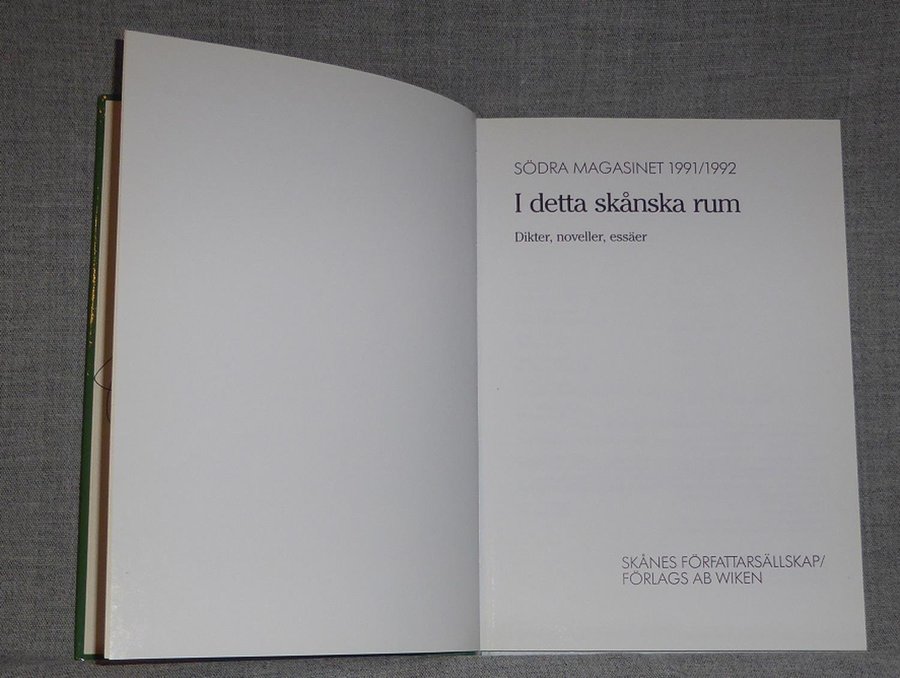 SÖDRA MAGASINET 1991/1992
I detta skånska rum
Dikter, noveller, essäer
SKÅNES FÖRFATTARSÄLLSKAP/
FÖRLAGS AB WIKEN